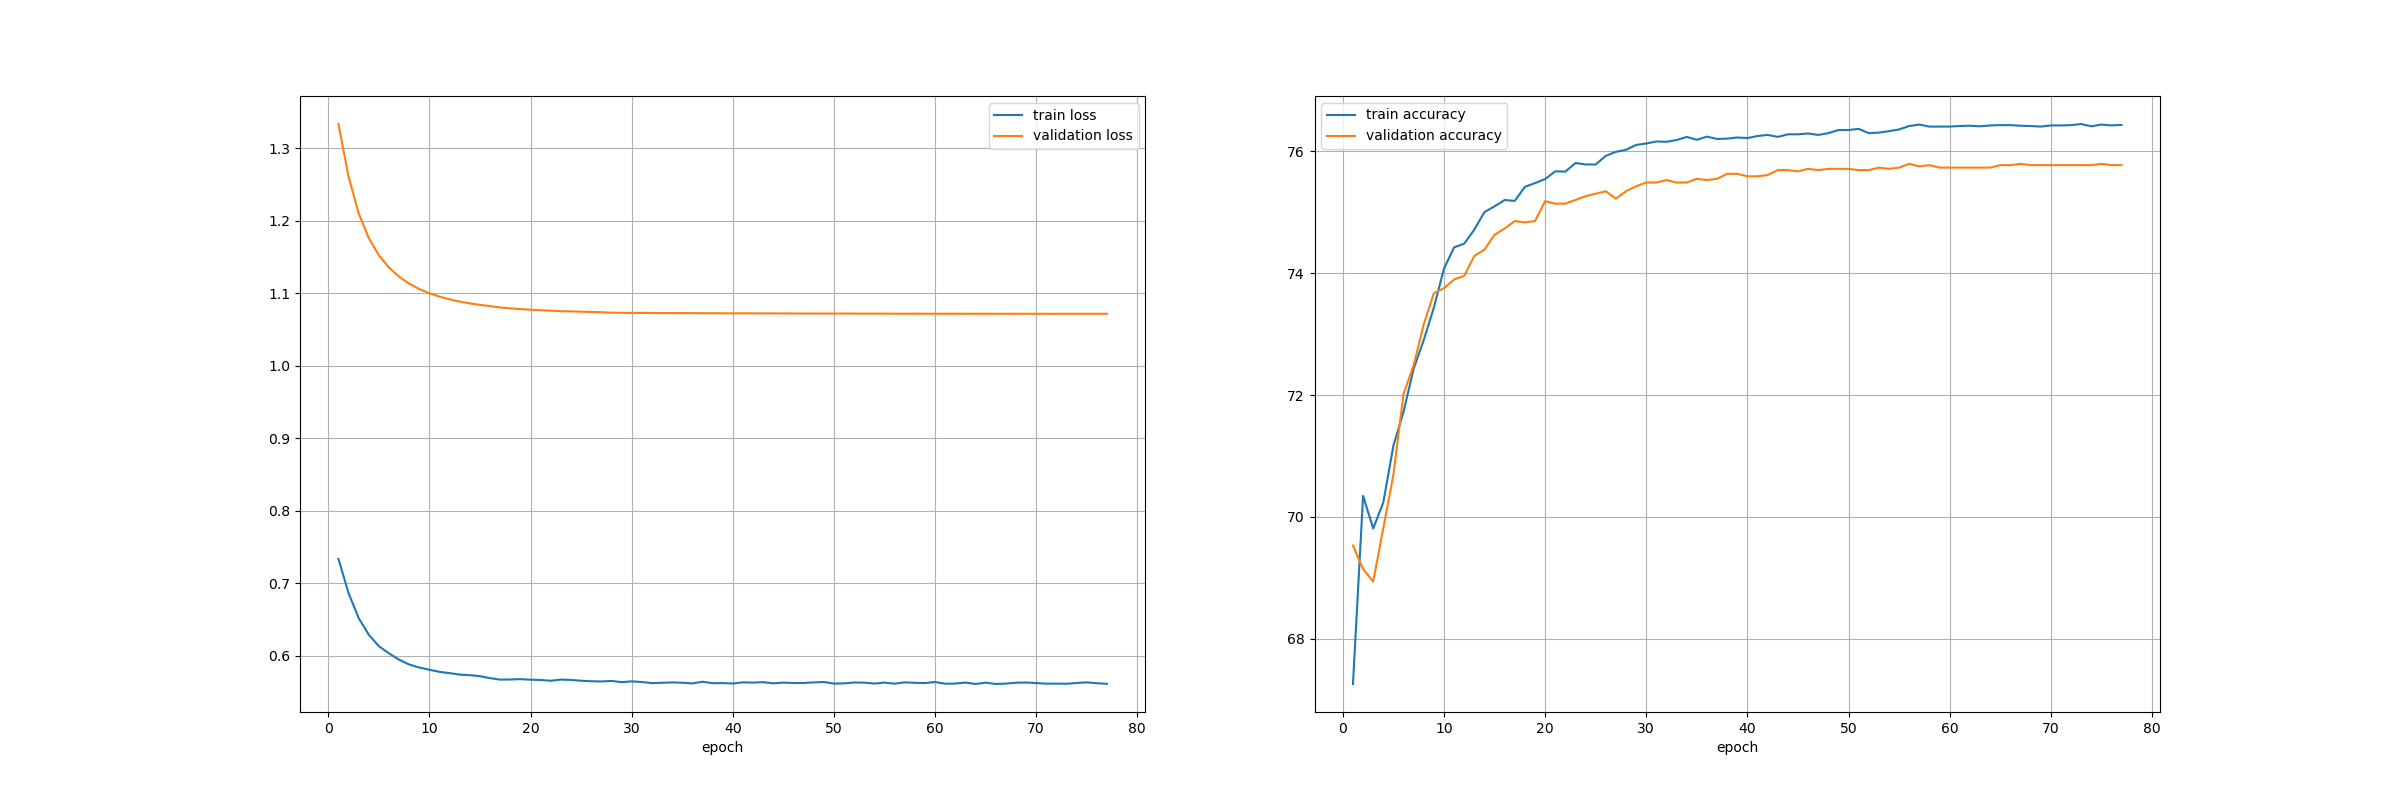 train loss
validation loss
1.3
1.2
1.1
1.0
0.9
0.8
0.7
0.6
0 10 20 30 40 50 60 70 80
epoch
train accuracy
validation accuracy
76
74
72
70
68
0 10 20 30 40 50 60 70 80
epoch